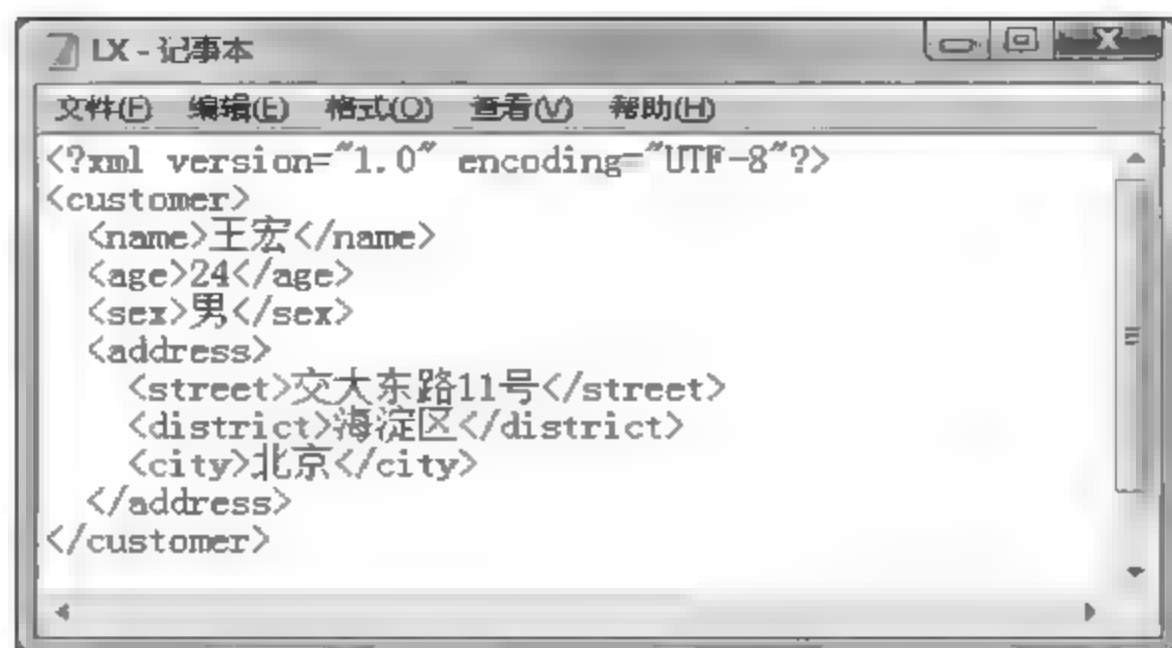 LX - 记事本
文件(F) 编辑(E) 格式(O) 查看(V) 帮助(H)
<?xml version="1.0" encoding="UTF-8"?>
<customer>
  <name>王宏</name>
  <age>24</age>
  <sex>男</sex>
  <address>
    <street>交大东路11号</street>
    <district>海淀区</district>
    <city>北京</city>
  </address>
</customer>